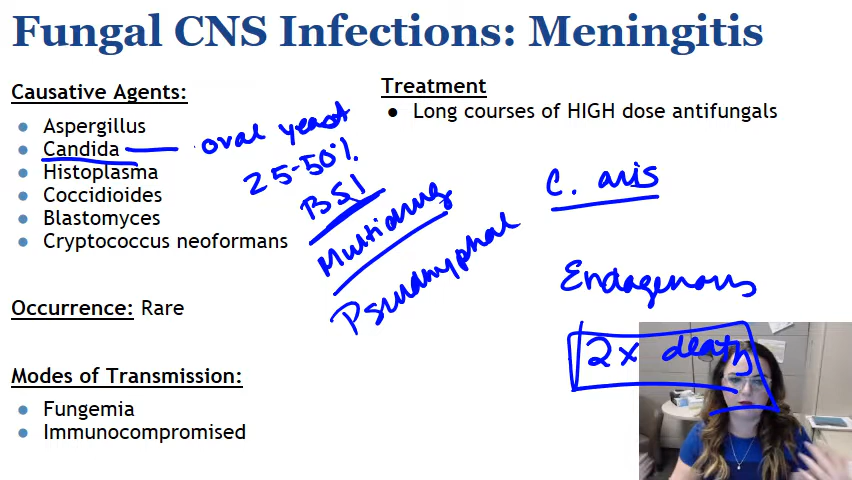 Fungal CNS Infections: Meningitis
Causative Agents:
Aspergillus
Candida
Histoplasma
Coccidioides
Blastomyces
Cryptococcus neoformans
Occurrence: Rare
Modes of Transmission:
Fungemia
Immunocompromised
Treatment
Long courses of HIGH dose antifungals
oval yeast
25-50%
BSI
Multidrug
Pseudohyphal
C. auris
Endogenous
2x death